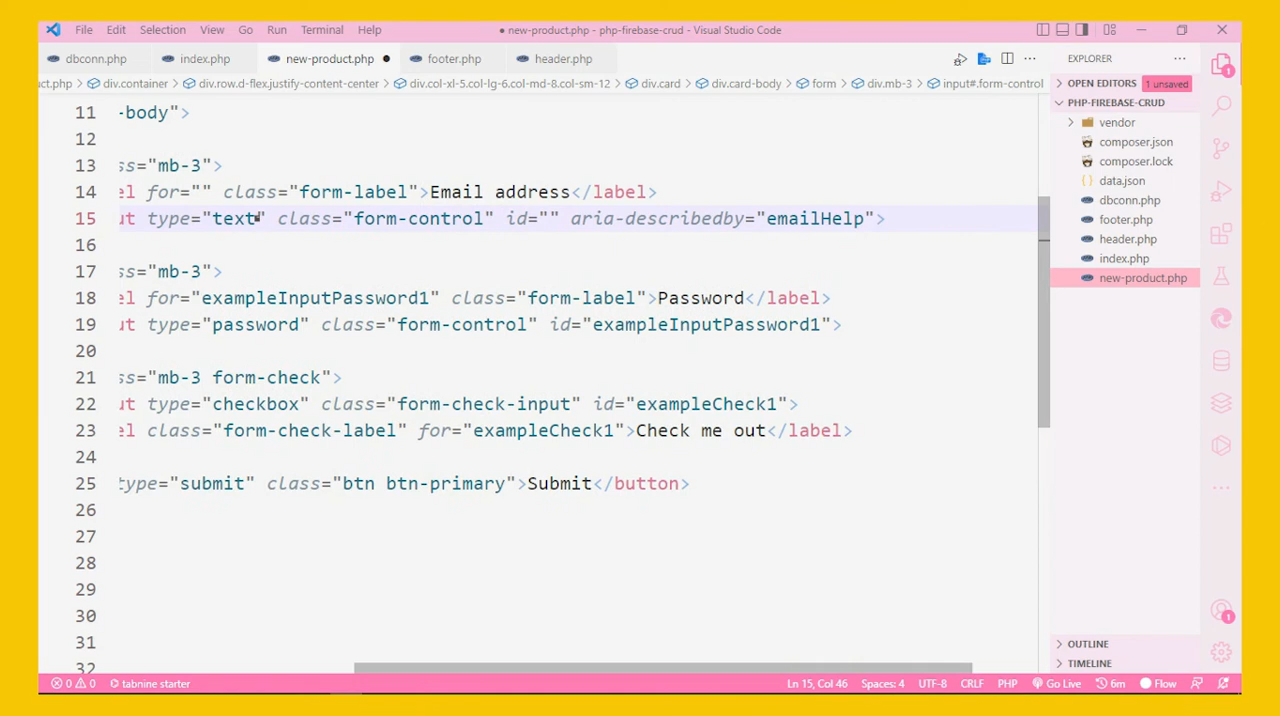 File Edit Selection View Go Run Terminal Help ● new-product.php - php-firebase-crud - Visual Studio Code
dbconn.php index.php new-product.php footer.php header.php
ct.php > div.container > div.row.d-flex.justify-content-center > div.col-xl-5.col-lg-6.col-md-8.col-sm-12 > div.card > div.card-body > form > div.mb-3 > input#.form-control
11 -body">
12
13 ss="mb-3">
14 el for="" class="form-label">Email address</label>
15 ut type="text" class="form-control" id="" aria-describedby="emailHelp">
16
17 ss="mb-3">
18 el for="exampleInputPassword1" class="form-label">Password</label>
19 ut type="password" class="form-control" id="exampleInputPassword1">
20
21 ss="mb-3 form-check">
22 ut type="checkbox" class="form-check-input" id="exampleCheck1">
23 el class="form-check-label" for="exampleCheck1">Check me out</label>
24
25 type="submit" class="btn btn-primary">Submit</button>
26
27
28
29
30
31
32
EXPLORER ...
OPEN EDITORS 1 unsaved
PHP-FIREBASE-CRUD
vendor
composer.json
composer.lock
data.json
dbconn.php
footer.php
header.php
index.php
new-product.php
OUTLINE
TIMELINE
1
1
0 0 tabnine starter Ln 15, Col 46 Spaces: 4 UTF-8 CRLF PHP Go Live 6m Flow